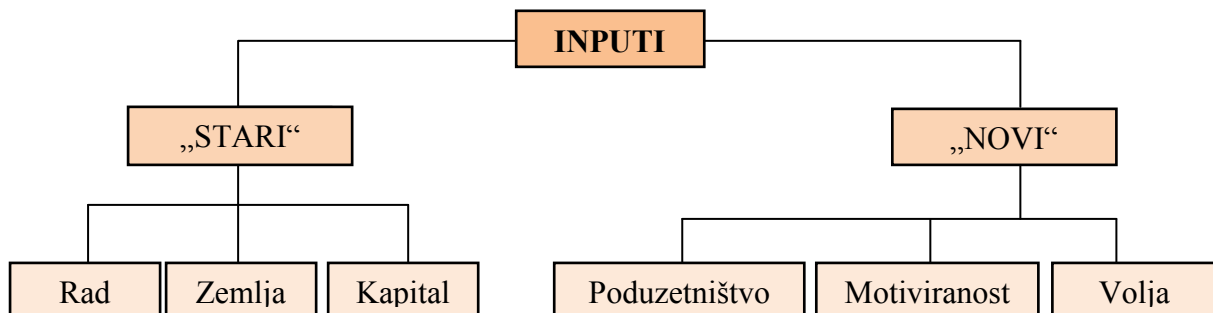 INPUTI
„STARI“
„NOVI“
Rad
Zemlja
Kapital
Poduzetništvo
Motiviranost
Volja